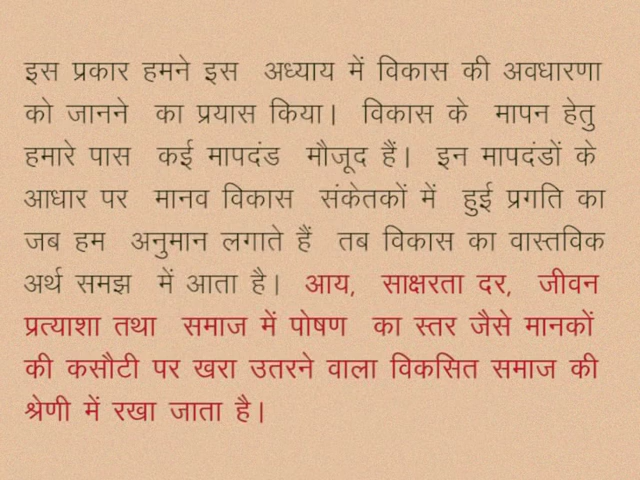 इस प्रकार हमने इस अध्याय में विकास की अवधारणा
को जानने का प्रयास किया। विकास के मापन हेतु
हमारे पास कई मापदंड मौजूद हैं। इन मापदंडों के
आधार पर मानव विकास संकेतकों में हुई प्रगति का
जब हम अनुमान लगाते हैं तब विकास का वास्तविक
अर्थ समझ में आता है। आय, साक्षरता दर, जीवन
प्रत्याशा तथा समाज में पोषण का स्तर जैसे मानकों
की कसौटी पर खरा उतरने वाला विकसित समाज की
श्रेणी में रखा जाता है।